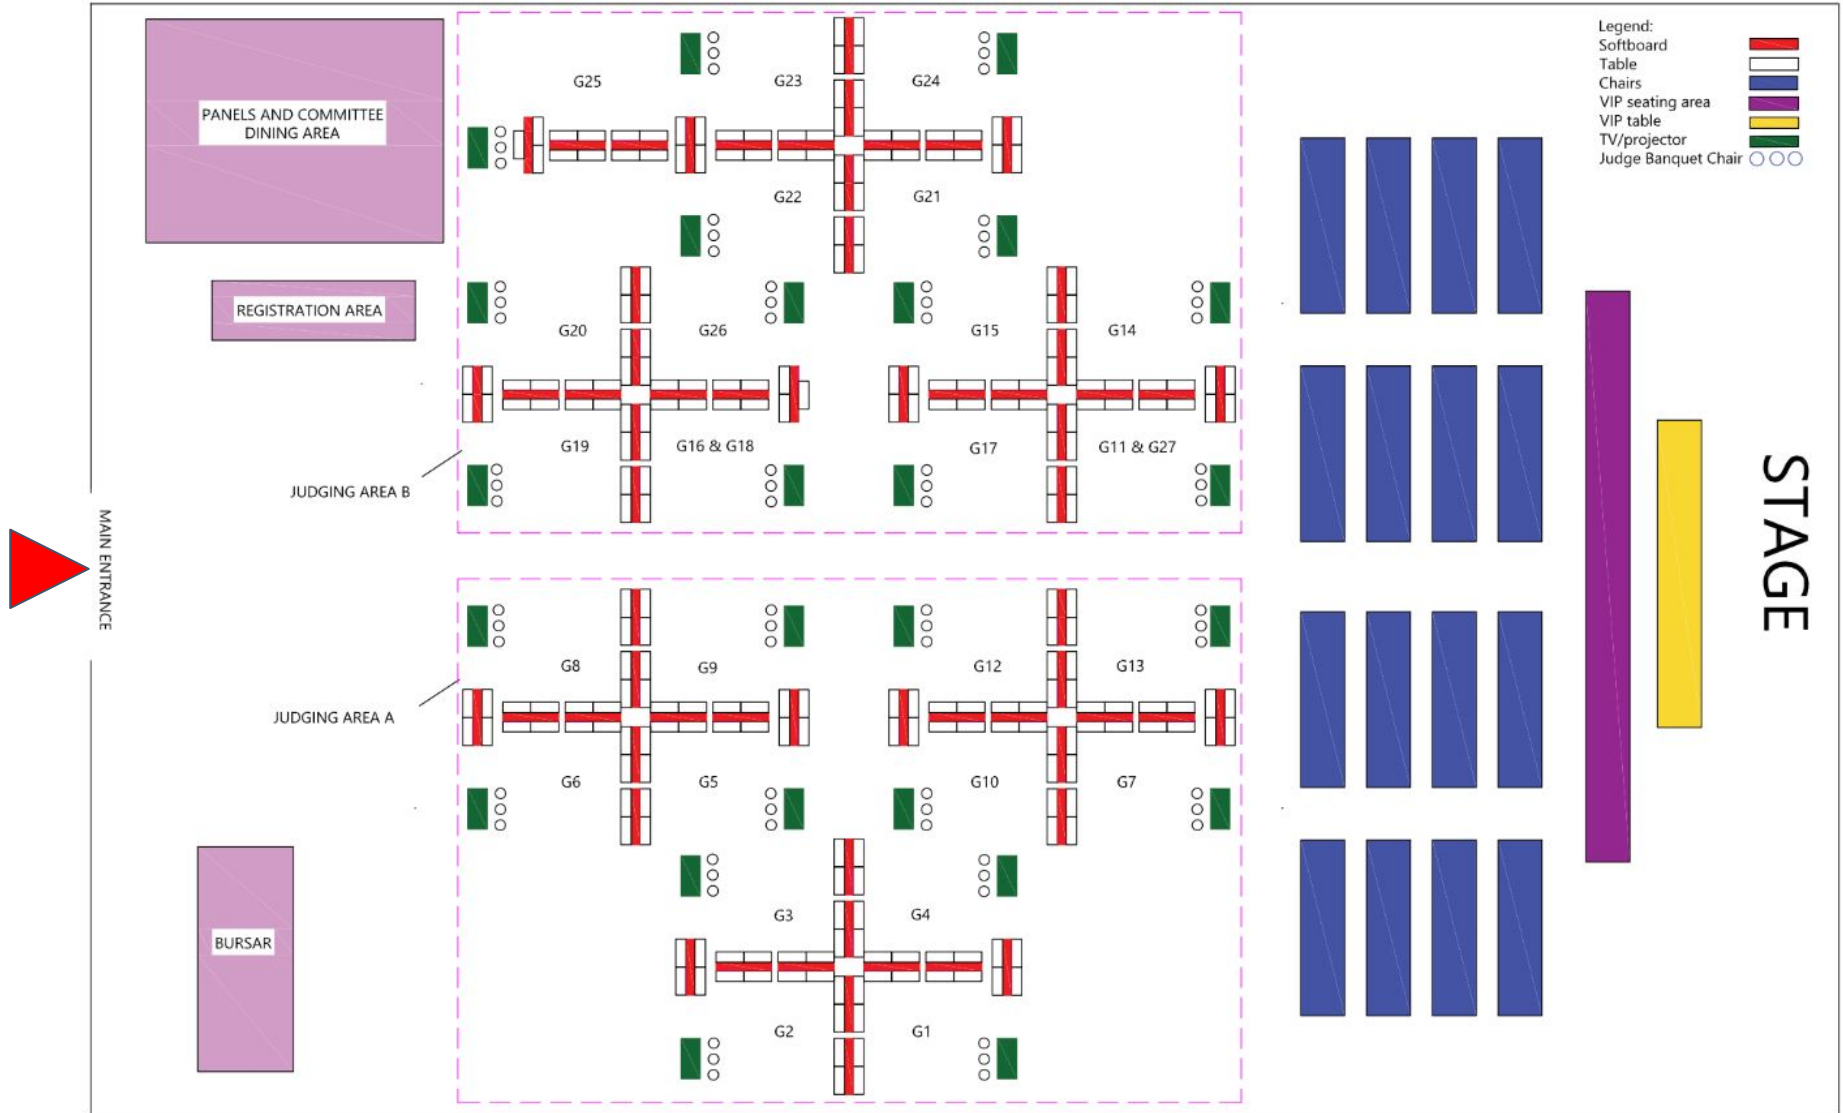 Legend:
Softboard
Table
Chairs
VIP seating area
VIP table
TV/projector
Judge Banquet Chair
PANELS AND COMMITTEE
DINING AREA
REGISTRATION AREA
G25
G23
G24
G22
G21
G20
G26
G15
G14
G19
G16 & G18
G17
G11 & G27
JUDGING AREA B
MAIN ENTRANCE
STAGE
G8
G9
G12
G13
JUDGING AREA A
G6
G5
G10
G7
G3
G4
BURSAR
G2
G1